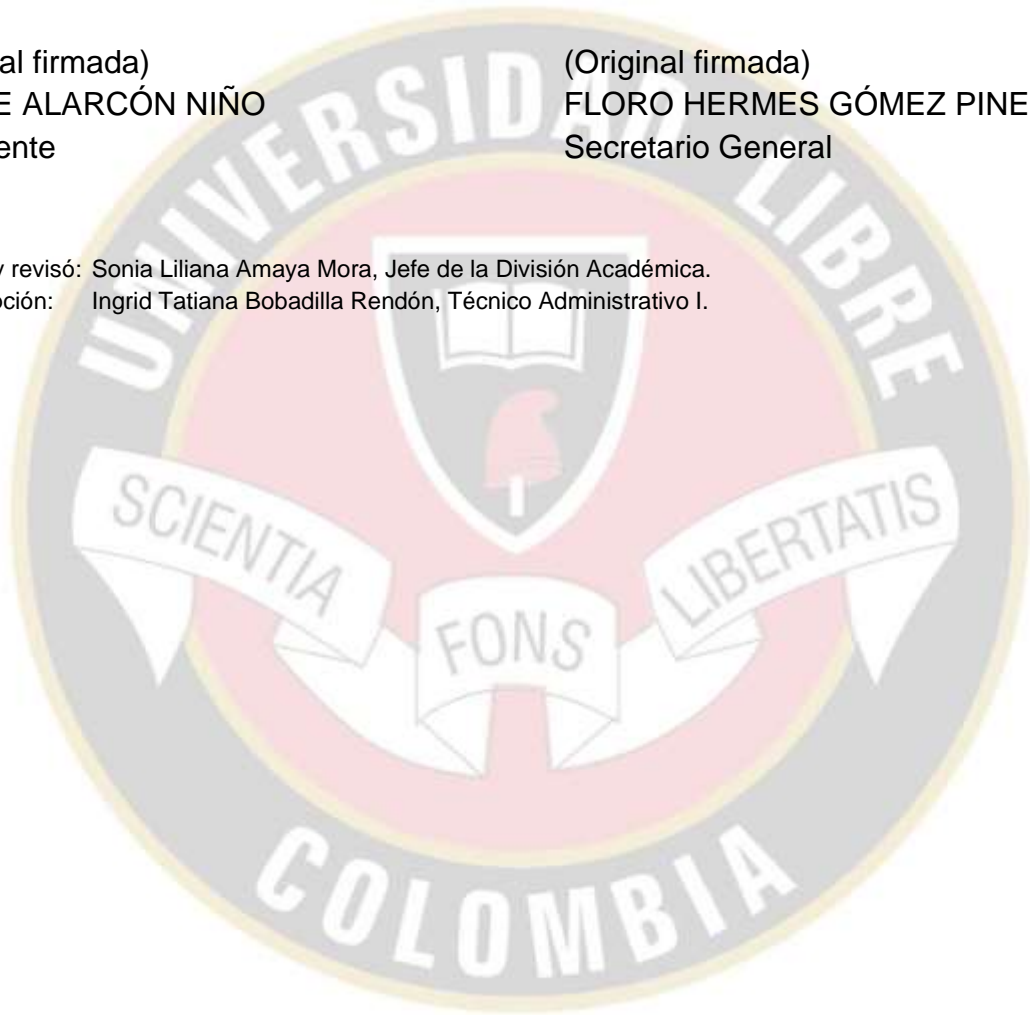 al firmada)
E ALARCÓN NIÑO
ente
(Original firmada)
FLORO HERMES GÓMEZ PINE
Secretario General
y revisó: Sonia Liliana Amaya Mora, Jefe de la División Académica.
oción: Ingrid Tatiana Bobadilla Rendón, Técnico Administrativo I.
UNIVERSIDAD LIBRE
SCIENTIA
FONS
LIBERTATIS
COLOMBIA